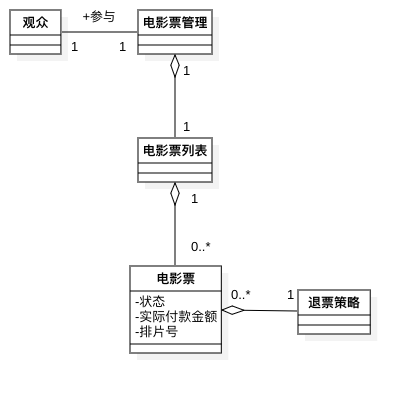 观众
+参与
电影票管理
1
1
1
1
电影票列表
1
0..*
电影票
-状态
-实际付款金额
-排片号
0..*
1
退票策略